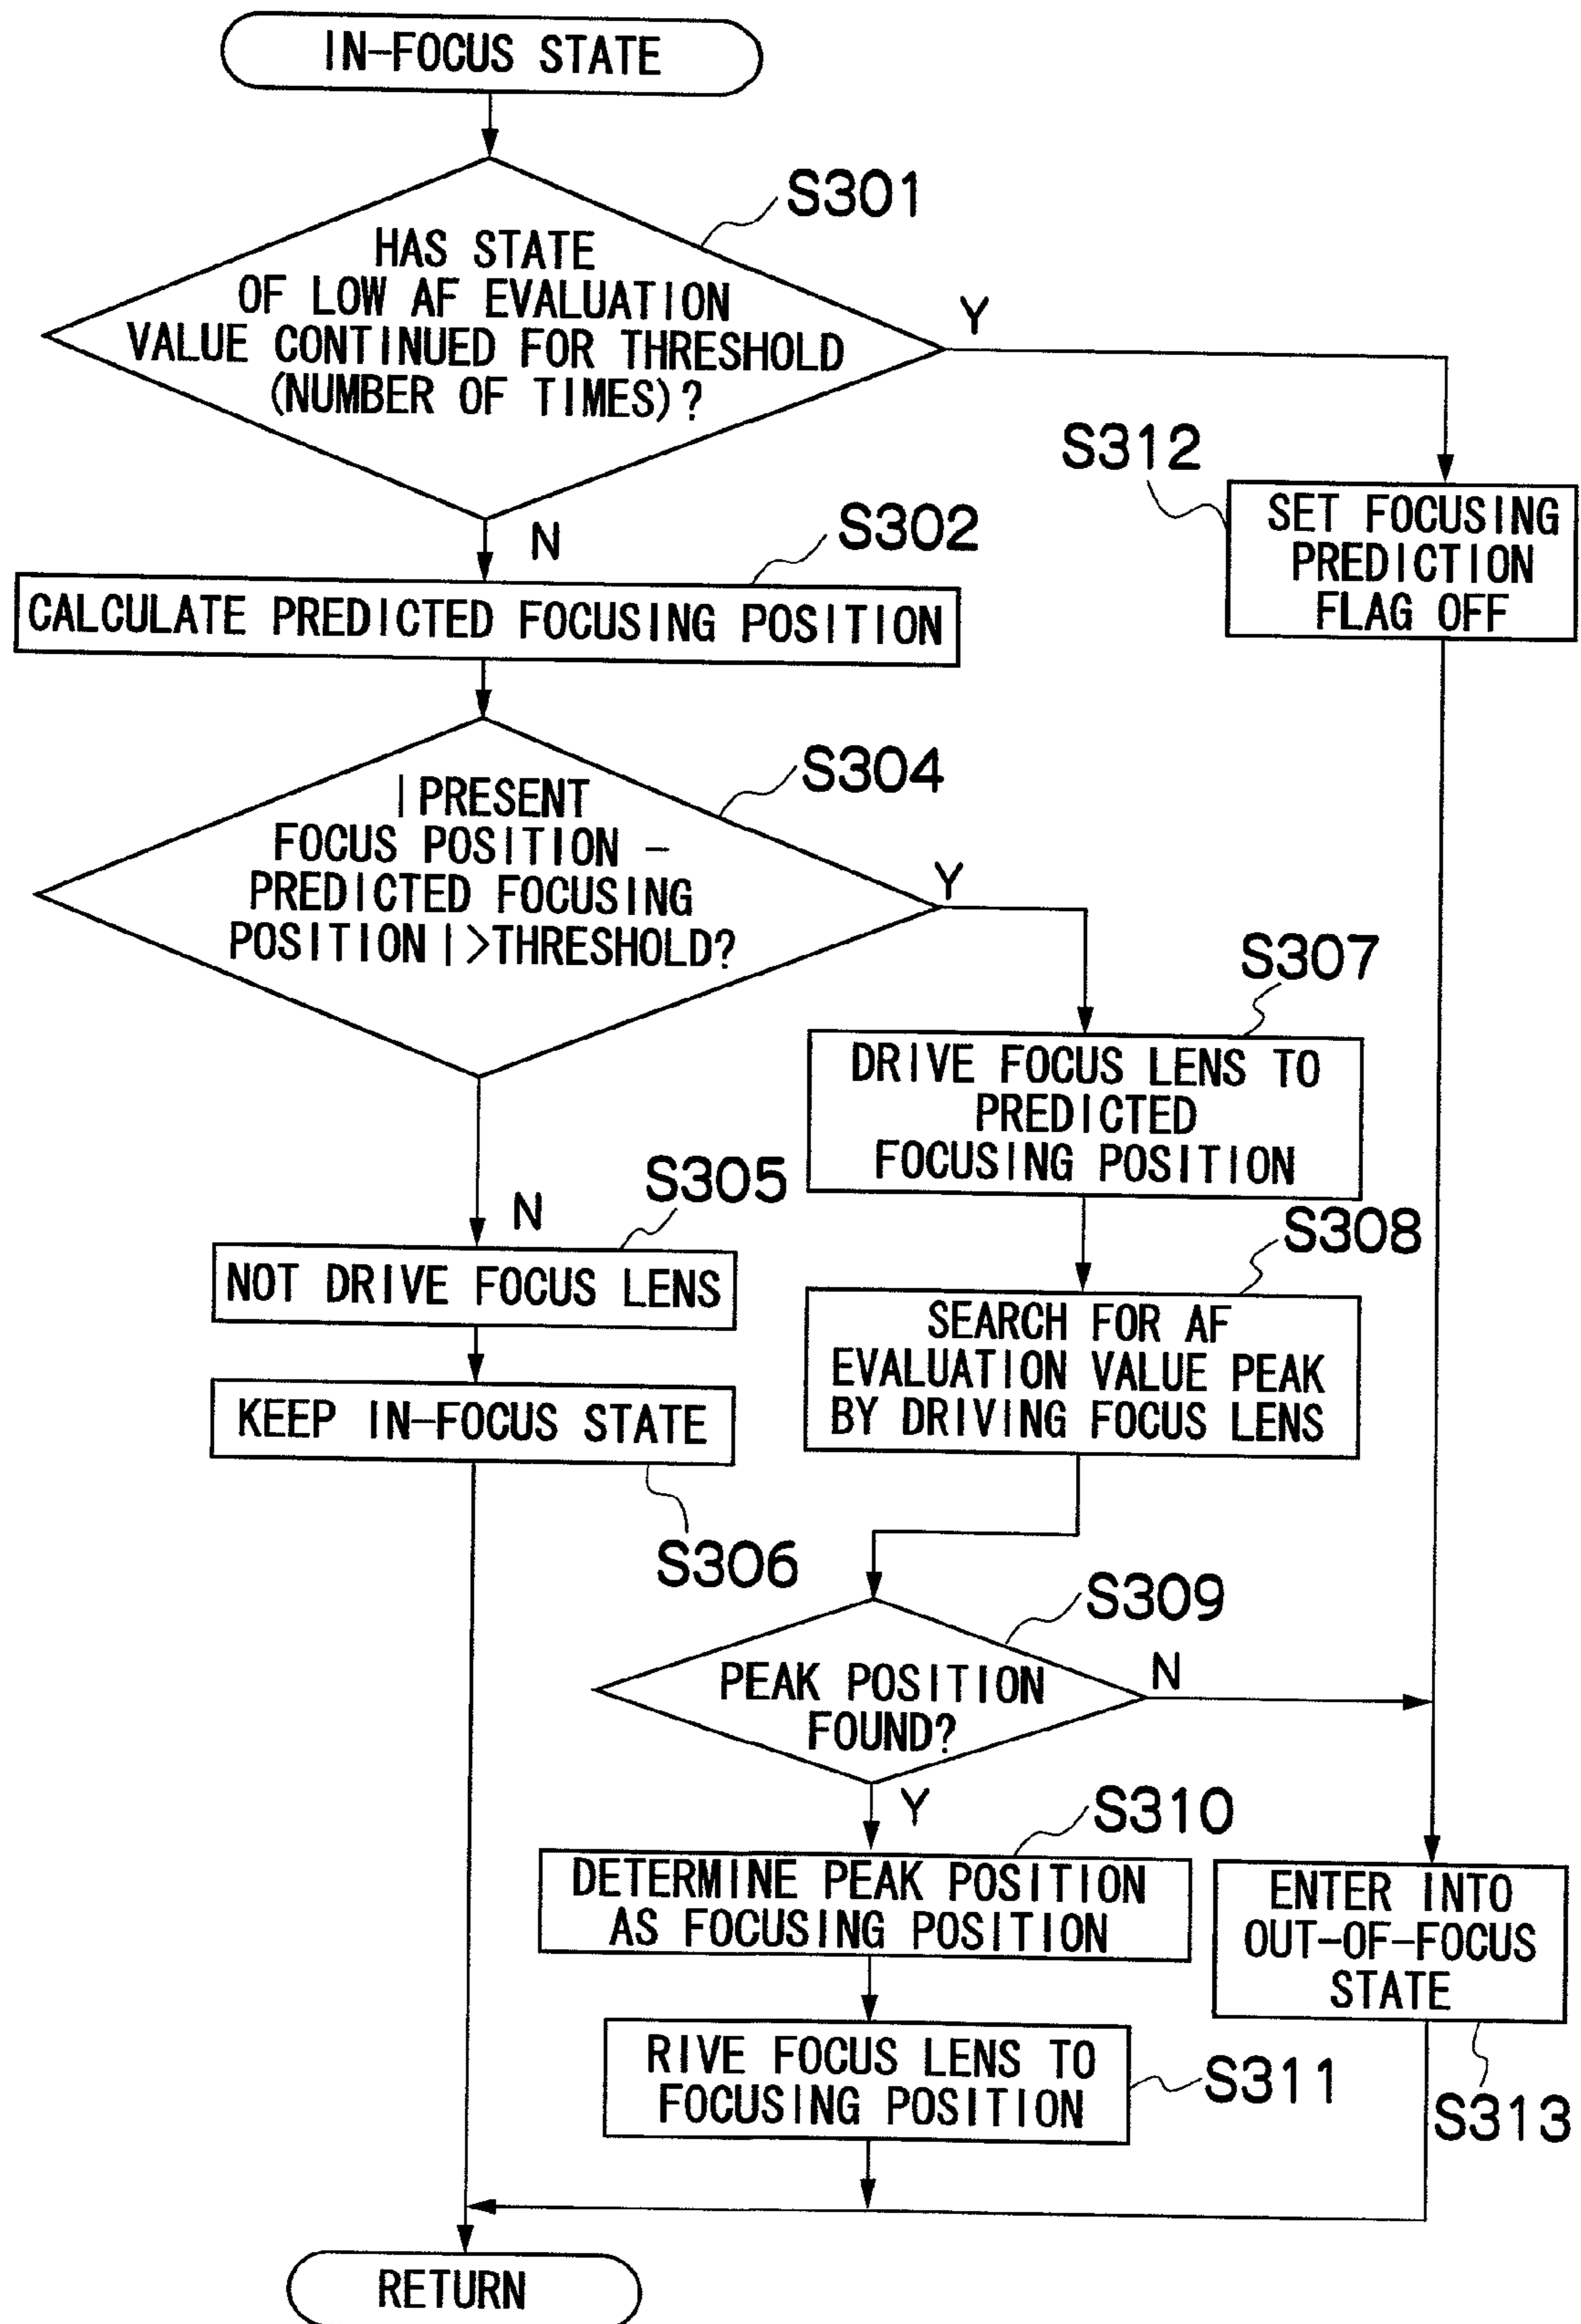 IN-FOCUS STATE
S301
HAS STATE
OF LOW AF EVALUATION
VALUE CONTINUED FOR THRESHOLD
(NUMBER OF TIMES)?
Y
N
S312
SET FOCUSING
PREDICTION
FLAG OFF
S302
CALCULATE PREDICTED FOCUSING POSITION
S304
|PRESENT
FOCUS POSITION -
PREDICTED FOCUSING
POSITION|>THRESHOLD?
Y
N
S307
DRIVE FOCUS LENS TO
PREDICTED
FOCUSING POSITION
S305
NOT DRIVE FOCUS LENS
S308
SEARCH FOR AF
EVALUATION VALUE PEAK
BY DRIVING FOCUS LENS
KEEP IN-FOCUS STATE
S306
S309
PEAK POSITION
FOUND?
N
Y
S310
DETERMINE PEAK POSITION
AS FOCUSING POSITION
ENTER INTO
OUT-OF-FOCUS
STATE
S313
RIVE FOCUS LENS TO
FOCUSING POSITION
S311
RETURN